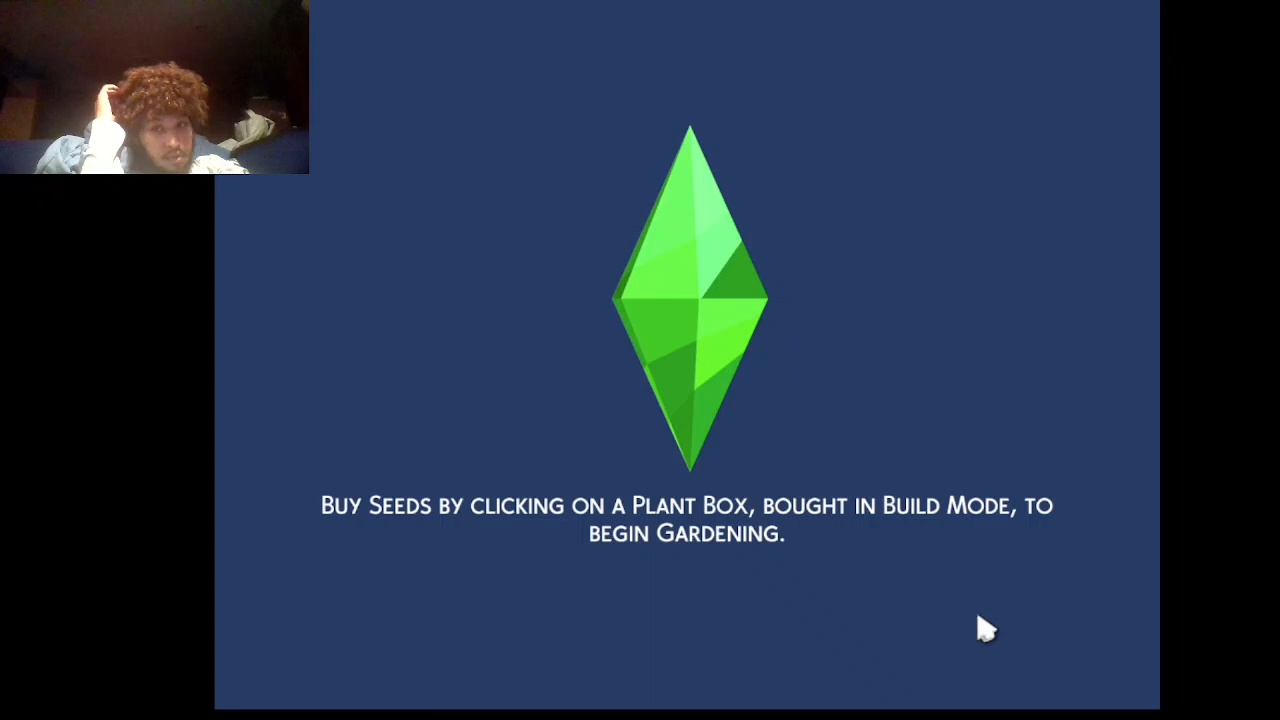 Buy Seeds by clicking on a Plant Box, bought in Build Mode, to
begin Gardening.